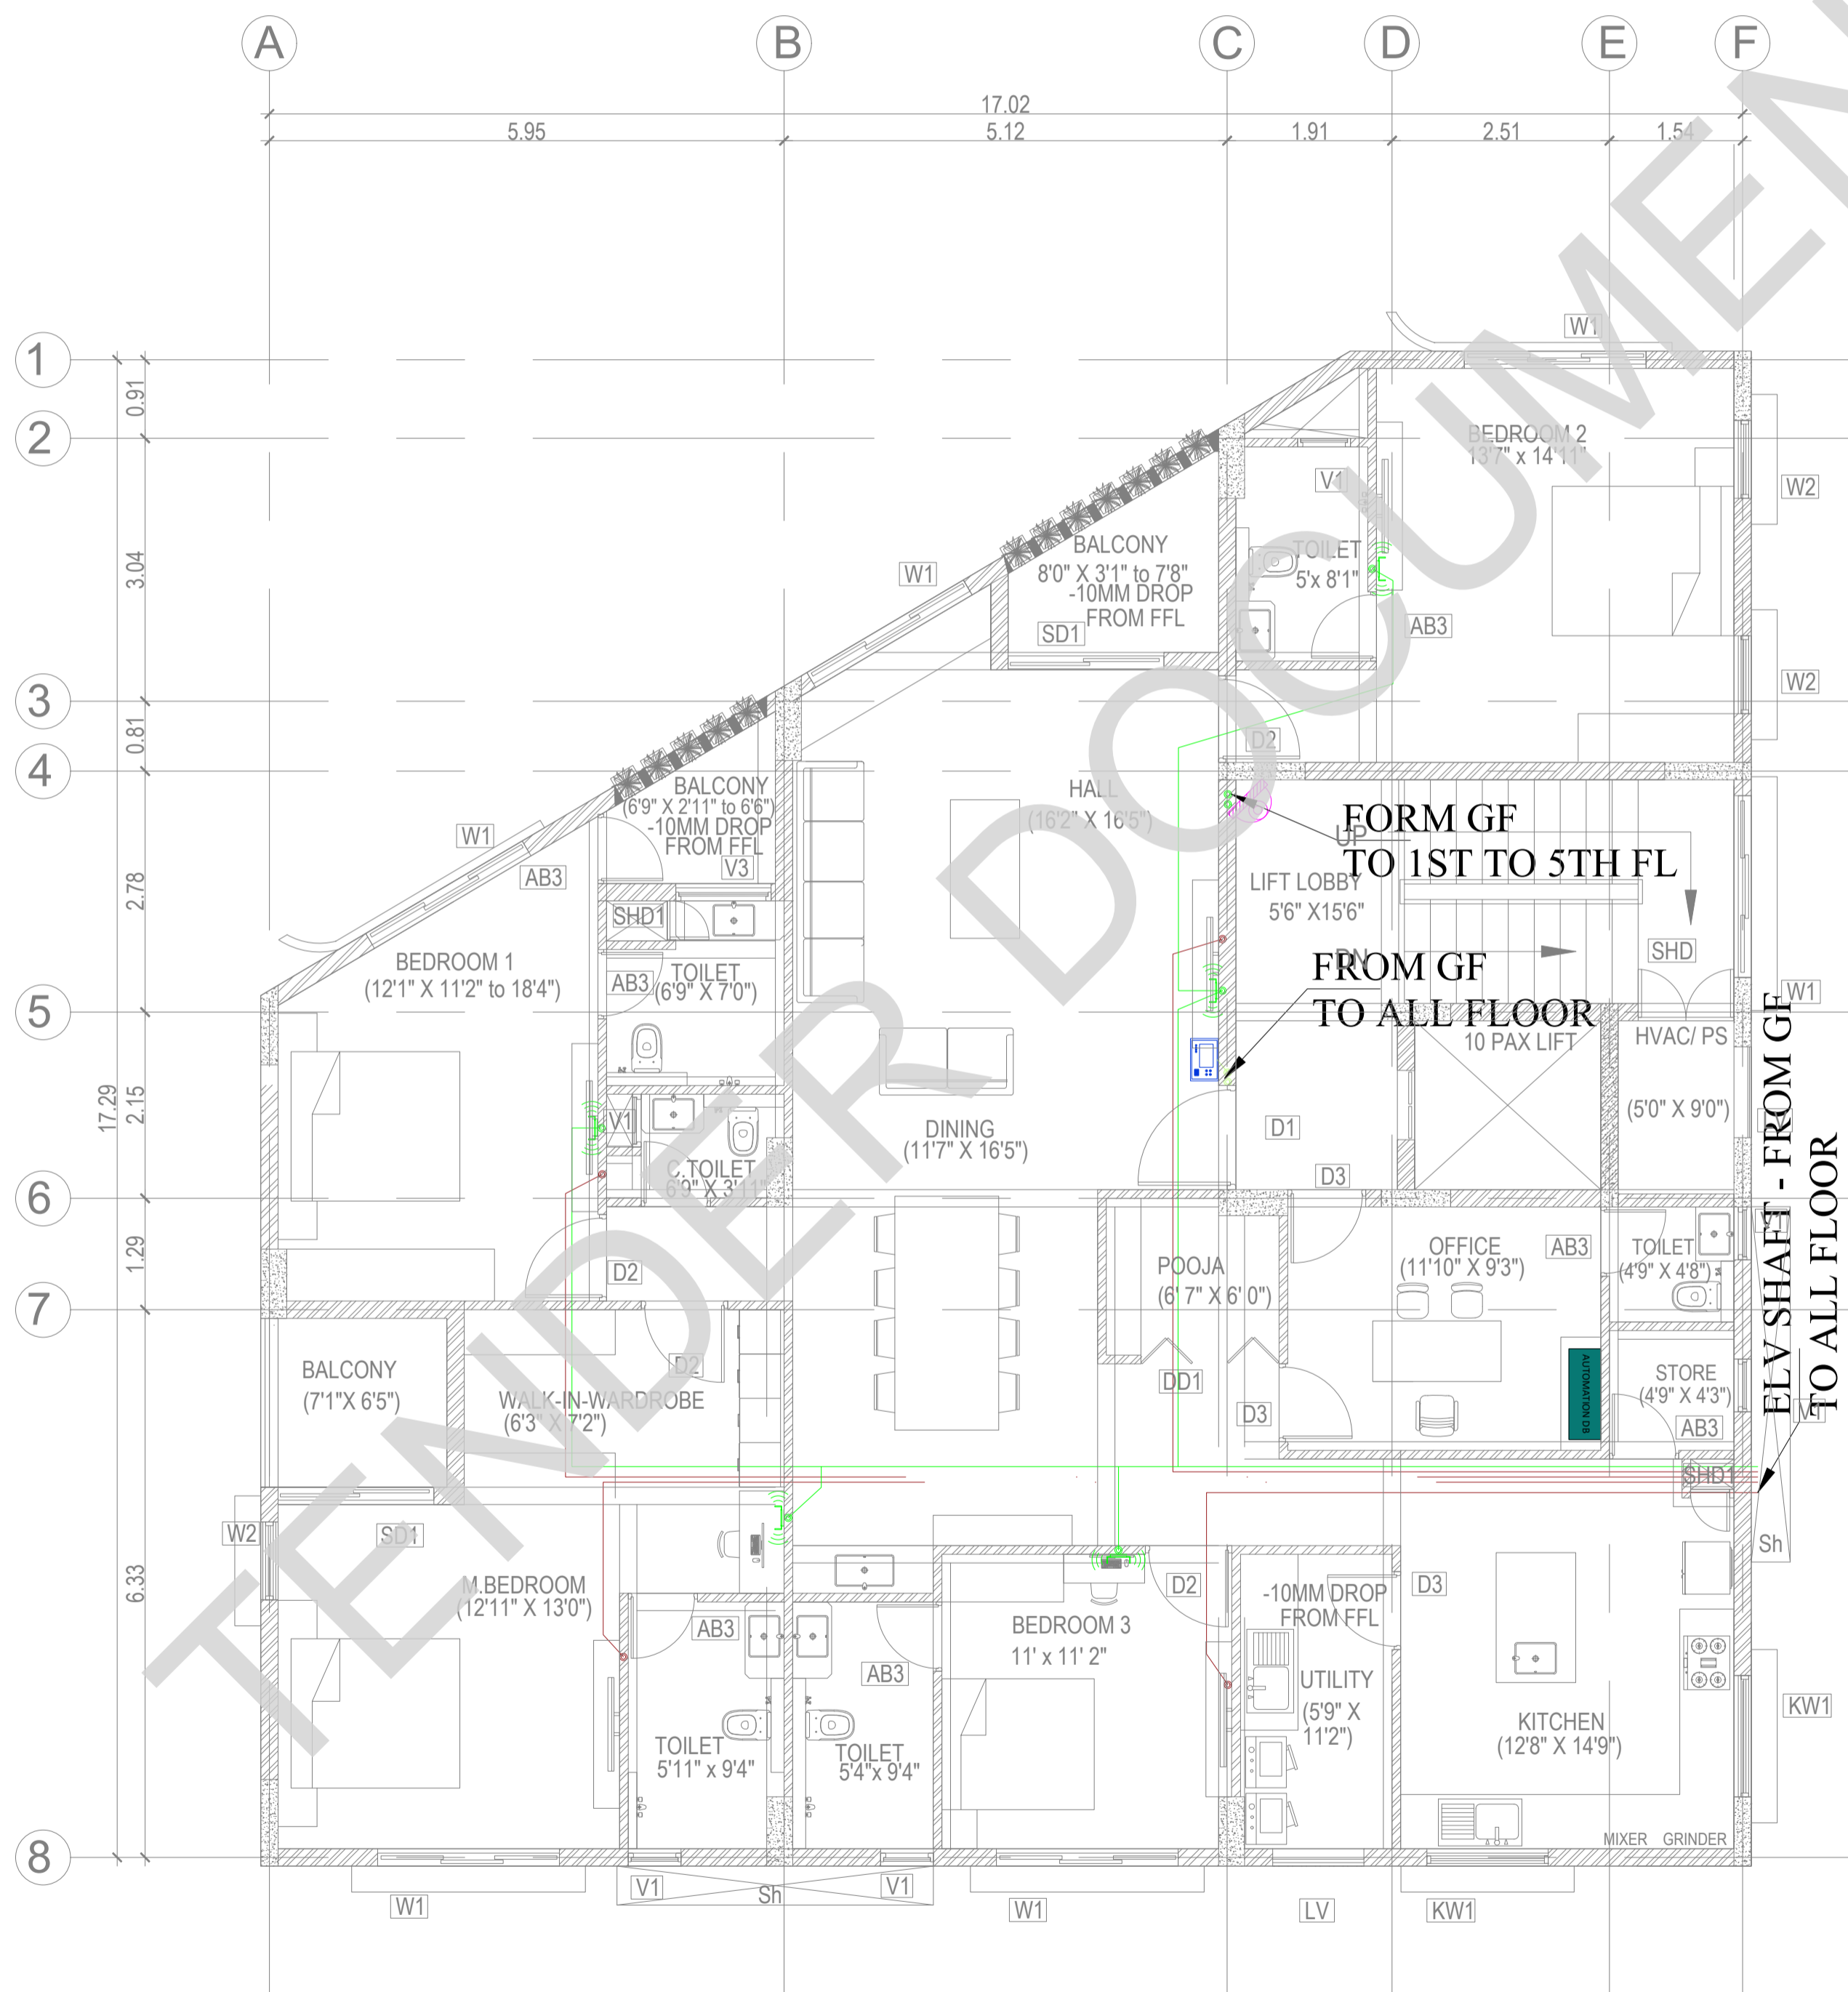 A
B
C
D
E
F
17.02
5.95
5.12
1.91
2.51
1.54
1
2
3
4
5
6
7
8
0.91
3.04
0.81
2.78
2.15
1.29
6.33
17.29
TENDER DOCUMEN
W1
BEDROOM 2
13'7" x 14'11"
W2
V1
TOILET
5'x 8'1"
AB3
W2
BALCONY
8'0" X 3'1" to 7'8"
-10MM DROP
FROM FFL
W1
SD1
D2
BALCONY
(6'9" X 2'11" to 6'6")
-10MM DROP
FROM FFL
V3
W1
AB3
HALL
(16'2" X 16'5")
FORM GF
UP
TO 1ST TO 5TH FL
LIFT LOBBY
5'6" X15'6"
SHD1
BEDROOM 1
(12'1" X 11'2" to 18'4")
AB3
TOILET
(6'9" X 7'0")
DN
FROM GF
TO ALL FLOOR
SHD
W1
10 PAX LIFT
HVAC/ PS
(5'0" X 9'0")
ELV SHAFT - FROM GF
TO ALL FLOOR
V1
C.TOILET
6'9" X 3'11"
DINING
(11'7" X 16'5")
D1
D3
D2
POOJA
(6' 7" X 6' 0")
OFFICE
(11'10" X 9'3")
AB3
TOILET
(4'9" X 4'8")
V1
BALCONY
(7'1"X 6'5")
D2
WALK-IN-WARDROBE
(6'3" X 7'2")
DD1
D3
AUTOMATION DB
STORE
(4'9" X 4'3")
AB3
V1
SHD1
W2
SD1
Sh
M.BEDROOM
(12'11" X 13'0")
AB3
AB3
BEDROOM 3
11' x 11' 2"
D2
-10MM DROP
FROM FFL
D3
UTILITY
(5'9" X
11'2")
KITCHEN
(12'8" X 14'9")
KW1
TOILET
5'11" x 9'4"
TOILET
5'4"x 9'4"
MIXER GRINDER
W1
V1
Sh
V1
W1
LV
KW1